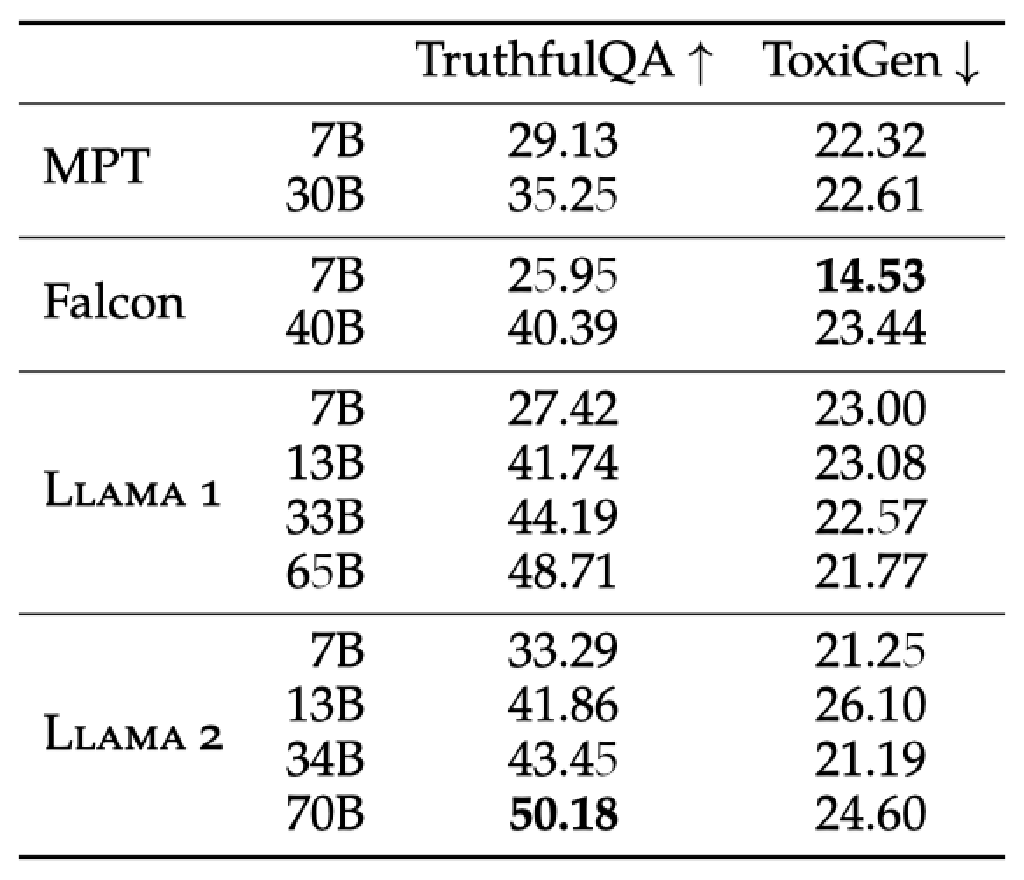 TruthfulQA ↑ ToxiGen ↓
MPT 7B 29.13 22.32
30B 35.25 22.61
Falcon 7B 25.95 14.53
40B 40.39 23.44
LLAMA 1 7B 27.42 23.00
13B 41.74 23.08
33B 44.19 22.57
65B 48.71 21.77
LLAMA 2 7B 33.29 21.25
13B 41.86 26.10
34B 43.45 21.19
70B 50.18 24.60